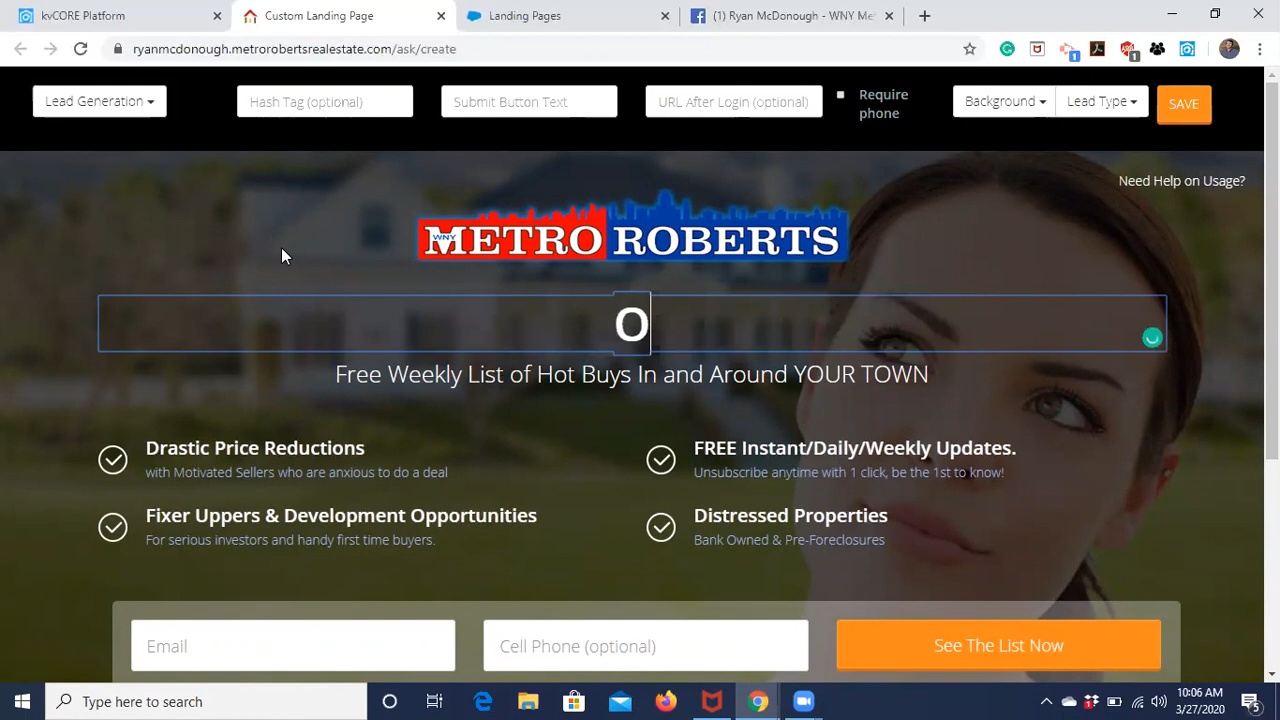 kvCORE Platform
Custom Landing Page
Landing Pages
(1) Ryan McDonough - WNY Met
ryanmcdonough.metrorobertsrealestate.com/ask/create
1
1
Lead Generation
Hash Tag (optional)
Submit Button Text
URL After Login (optional)
Require
phone
Background
Lead Type
SAVE
Need Help on Usage?
WNY METRO ROBERTS
O
Free Weekly List of Hot Buys In and Around YOUR TOWN
Drastic Price Reductions
with Motivated Sellers who are anxious to do a deal
FREE Instant/Daily/Weekly Updates.
Unsubscribe anytime with 1 click, be the 1st to know!
Fixer Uppers & Development Opportunities
For serious investors and handy first time buyers.
Distressed Properties
Bank Owned & Pre-Foreclosures
Email
Cell Phone (optional)
See The List Now
Type here to search
1
10:06 AM
3/27/2020
5